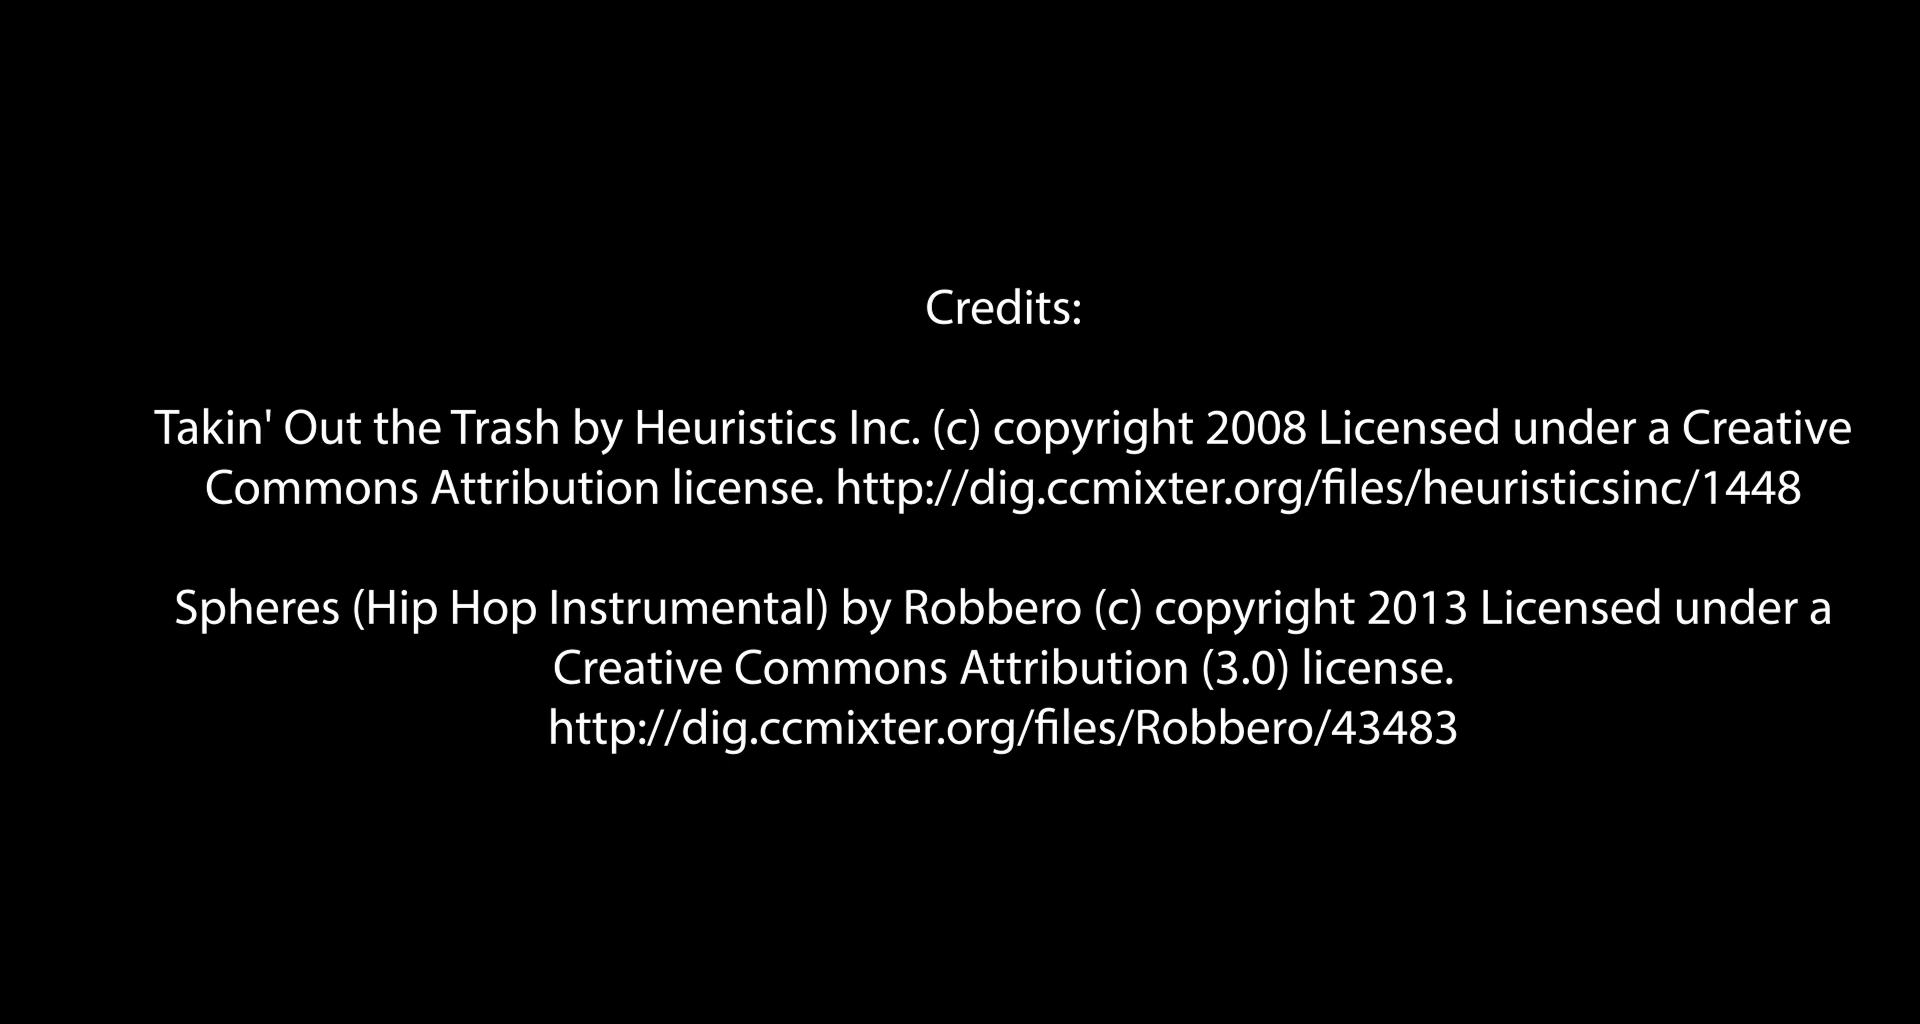 Credits:
Takin' Out the Trash by Heuristics Inc. (c) copyright 2008 Licensed under a Creative
Commons Attribution license. http://dig.ccmixter.org/files/heuristicsinc/1448
Spheres (Hip Hop Instrumental) by Robbero (c) copyright 2013 Licensed under a
Creative Commons Attribution (3.0) license.
http://dig.ccmixter.org/files/Robbero/43483